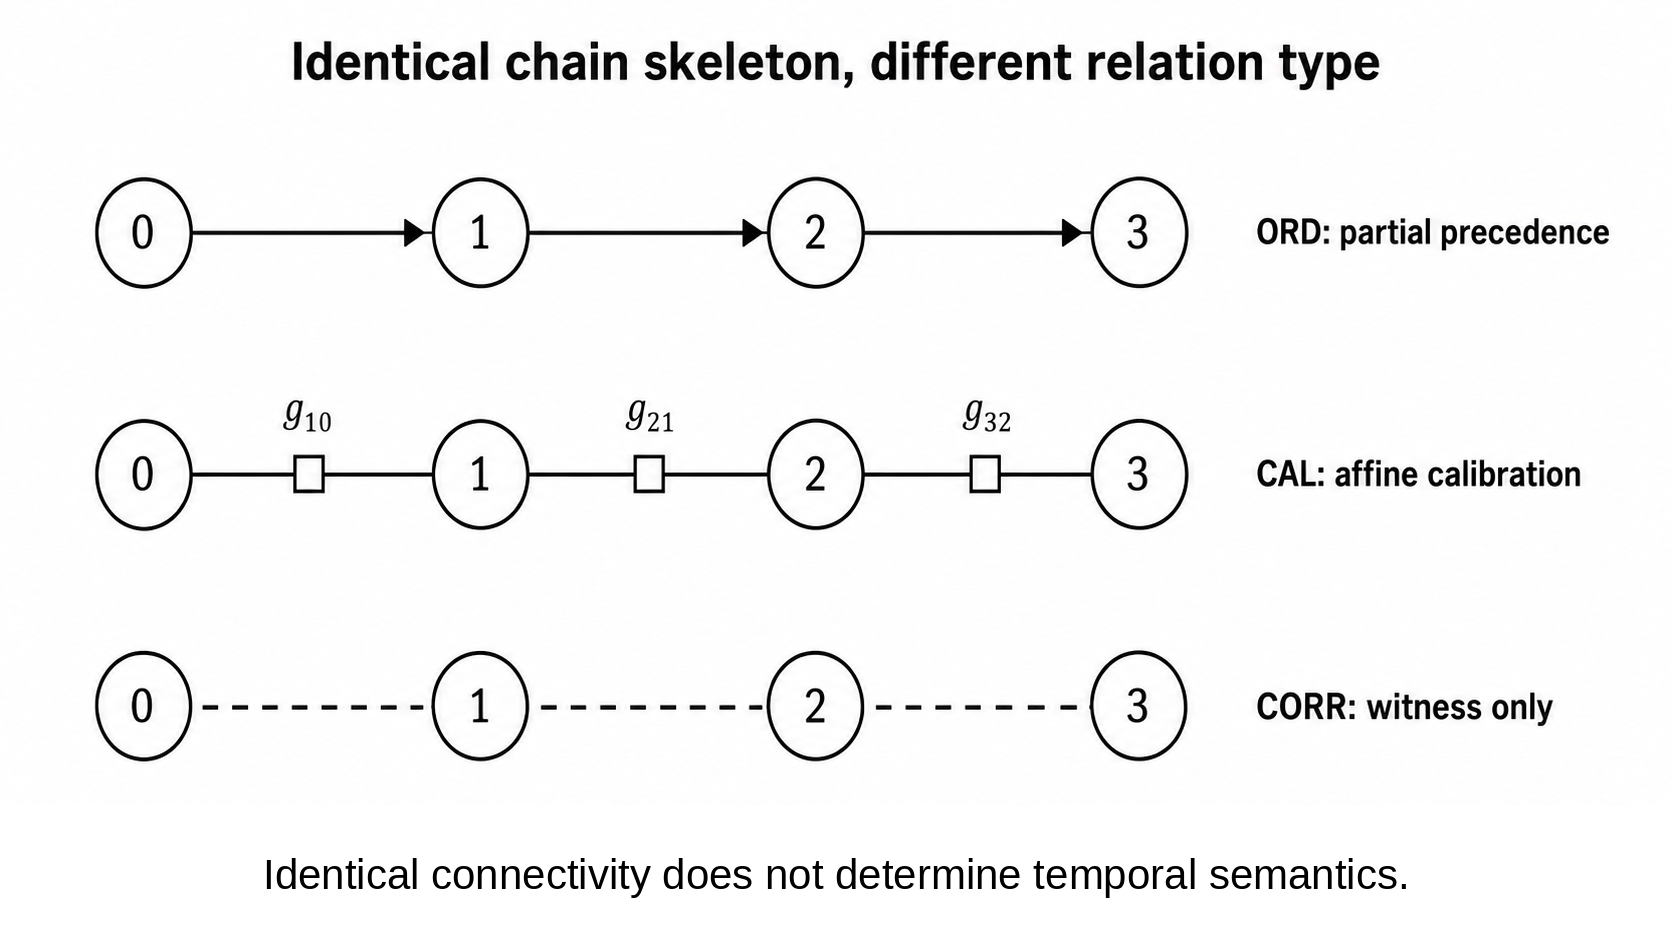 Identical chain skeleton, different relation type
0 1 2 3 ORD: partial precedence
g10 g21 g32
0 1 2 3 CAL: affine calibration
0 1 2 3 CORR: witness only
Identical connectivity does not determine temporal semantics.